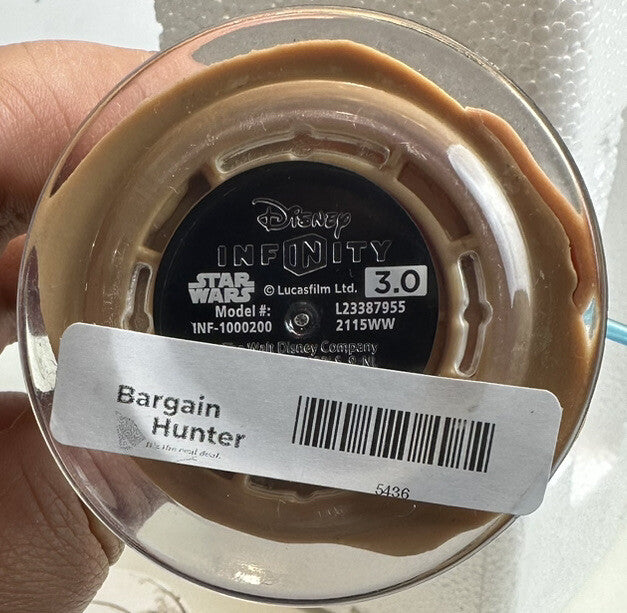 Disney
INFINITY
STAR WARS
© Lucasfilm Ltd.
3.0
Model #:
INF-1000200
L23387955
2115WW
Walt Disney Company
Bargain
Hunter
It's the real deal.
5436